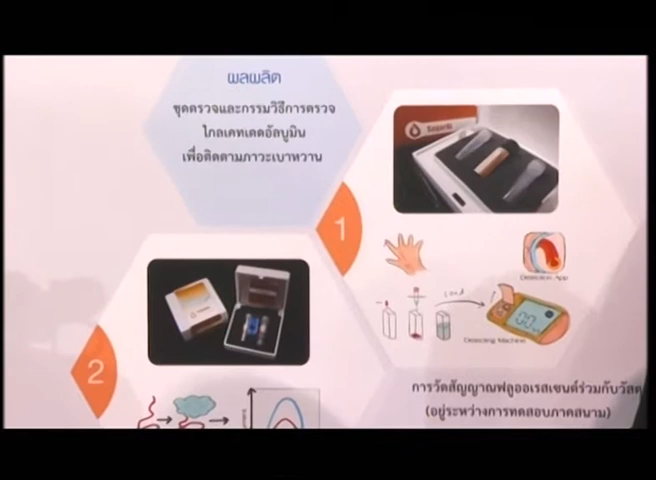 ผลผลิต
ชุดตรวจและกรรมวิธีการตรวจ
ไกลเคทเตดอัลบูมิน
เพื่อติดตามภาวะเบาหวาน
1
Detection App
Detecting Machine
2
การวัดสัญญาณฟลูออเรสเซนต์ร่วมกับวัสดุ
(อยู่ระหว่างการทดสอบภาคสนาม)